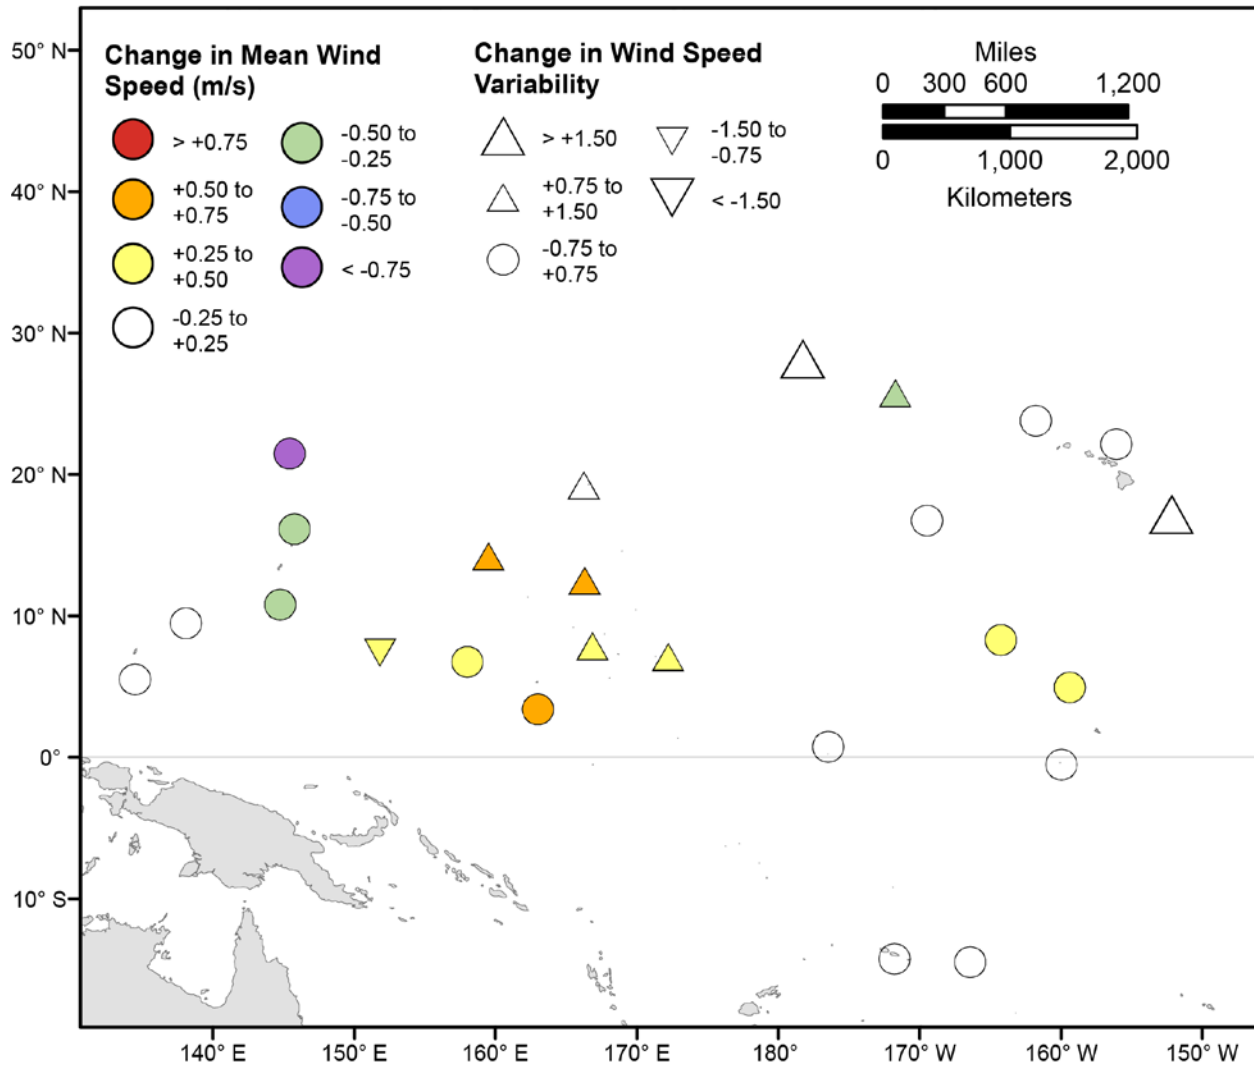 Change in Mean Wind
Speed (m/s)
> +0.75
+0.50 to
+0.75
+0.25 to
+0.50
-0.25 to
+0.25
-0.50 to
-0.25
-0.75 to
-0.50
< -0.75
Change in Wind Speed
Variability
> +1.50
+0.75 to
+1.50
-0.75 to
+0.75
-1.50 to
-0.75
< -1.50
Miles
0 300 600 1,200
0 1,000 2,000
Kilometers
50° N
40° N
30° N
20° N
10° N
0°
10° S
140° E 150° E 160° E 170° E 180° 170° W 160° W 150° W